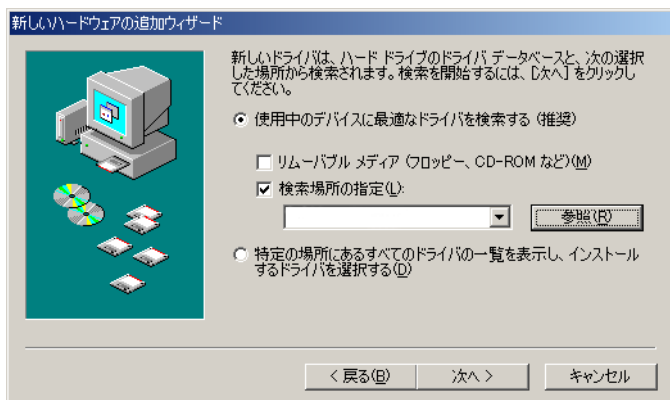 新しいハードウェアの追加ウィザード
新しいドライバは、ハード ドライブのドライバ データベースと、次の選択
した場所から検索されます。検索を開始するには、[次へ] をクリックし
てください。
使用中のデバイスに最適なドライバを検索する (推奨)
リムーバブル メディア (フロッピー、CD-ROM など)(M)
検索場所の指定(L):
参照(R)
特定の場所にあるすべてのドライバの一覧を表示し、インストール
するドライバを選択する(D)
< 戻る(B) 次へ > キャンセル